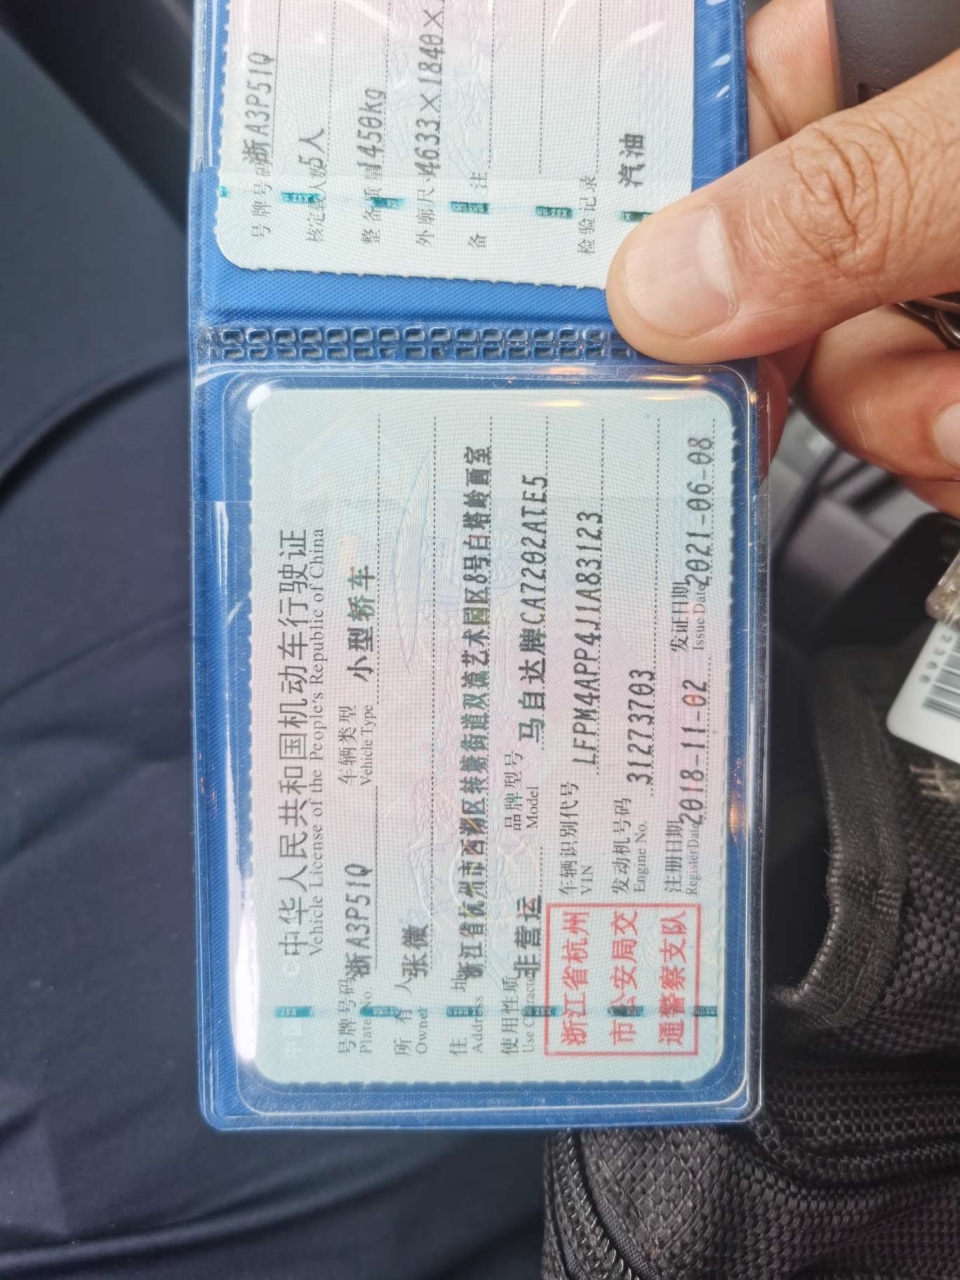 中华人民共和国机动车行驶证
Vehicle License of the People's Republic of China
号牌号码 浙A3P51Q 车辆类型 小型轿车
Plate No. Vehicle Type
所有人 张微
Owner
住址 浙江省杭州市西湖区转塘街道双流艺术园区8号白塔岭画室
Address
使用性质 非营运 品牌型号 马自达牌CA7202ATE5
Use Character Model
车辆识别代号 LFPM4APP4J1A83123
VIN
发动机号码 31273703
Engine No.
注册日期 2018-11-02 发证日期 2021-06-08
Register Date Issue Date
浙江省杭州
市公安局交
通警察支队
号牌号码 浙A3P51Q
核定载人数 5人
整备质量 1450kg
外廓尺 4633×1840×
备注
检验记录
汽油